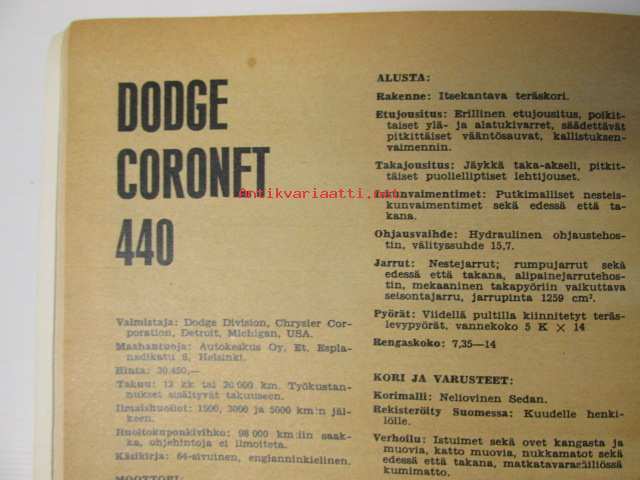 DODGE
CORONET
440
Valmistaja: Dodge Division, Chrysler Cor-
poration, Detroit, Michigan, USA.
Maahantuoja: Autokeskus Oy, Et. Espla-
nadikatu 8, Helsinki.
Hinta: 30.450,—
Takuu: 12 kk tai 20 000 km. Työkustan-
nukset sisältyvät takuuseen.
Ilmaishuollot: 1000, 3000 ja 5000 km:n jäl-
keen.
Huoltokuponkivihko: 98 000 km:iin saak-
ka, ohjehintoja ei ilmoiteta.
Käsikirja: 64-sivuinen, englanninkielinen.
MOOTTORI:
ALUSTA:
Rakenne: Itsekantava teräskori.
Etujousitus: Erillinen etujousitus, poikit-
taiset ylä- ja alatukivarret, säädettävät
pitkittäiset vääntösauvat, kallistuksen-
vaimennin.
Takajousitus: Jäykkä taka-akseli, pitkit-
täiset puolielliptiset lehtijouset.
Iskunvaimentimet: Putkimalliset nesteis-
kunvaimentimet sekä edessä että ta-
kana.
Ohjausvaihde: Hydraulinen ohjaustehos-
tin, välityssuhde 15,7.
Jarrut: Nestejarrut; rumpujarrut sekä
edessä että takana, alipainejarrutehos-
tin, mekaaninen takapyöriin vaikuttava
seisontajarru, jarrupinta 1259 cm².
Pyörät: Viidellä pultilla kiinnitetyt teräs-
levypyörät, vannekoko 5 K × 14
Rengaskoko: 7,35—14
KORI JA VARUSTEET:
Korimalli: Neliovinen Sedan.
Rekisteröity Suomessa: Kuudelle henki-
lölle.
Verhoilu: Istuimet sekä ovet kangasta ja
muovia, katto muovia, nukkamatot sekä
edessä että takana, matkatavarasäiliössä
kumimatto.
Antikvariaatti.net